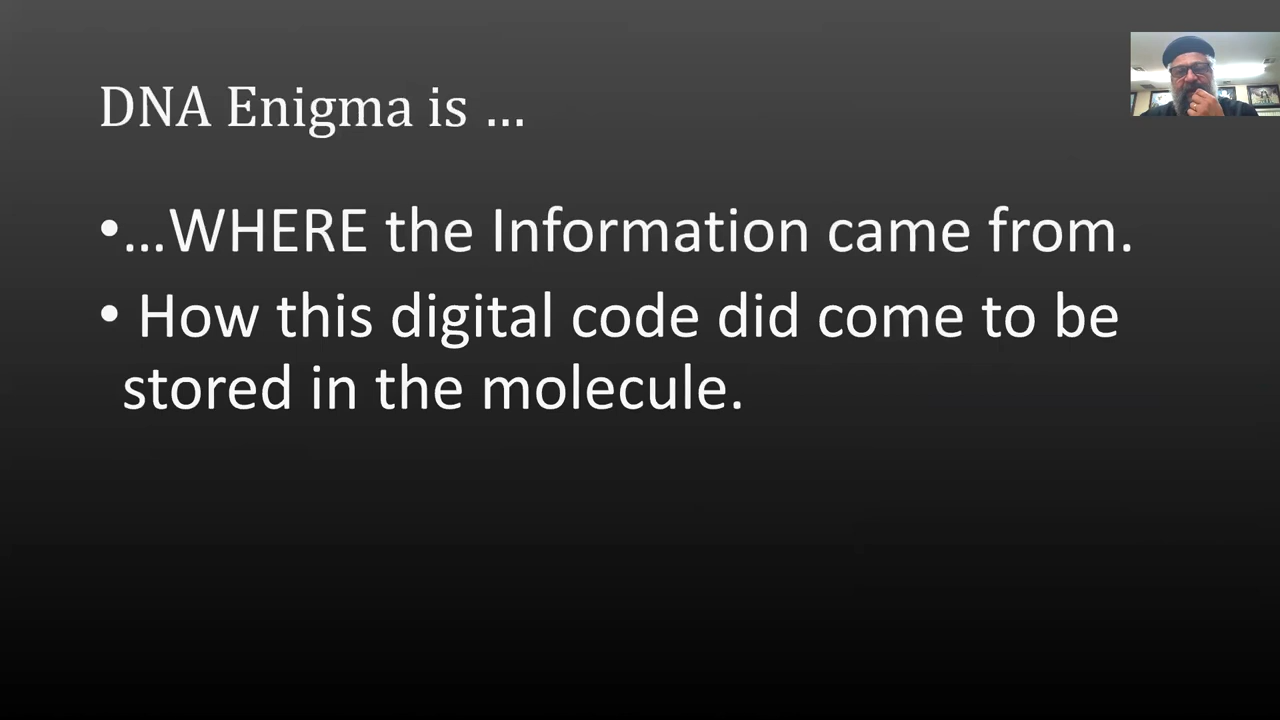 DNA Enigma is …
•…WHERE the Information came from.
• How this digital code did come to be
stored in the molecule.